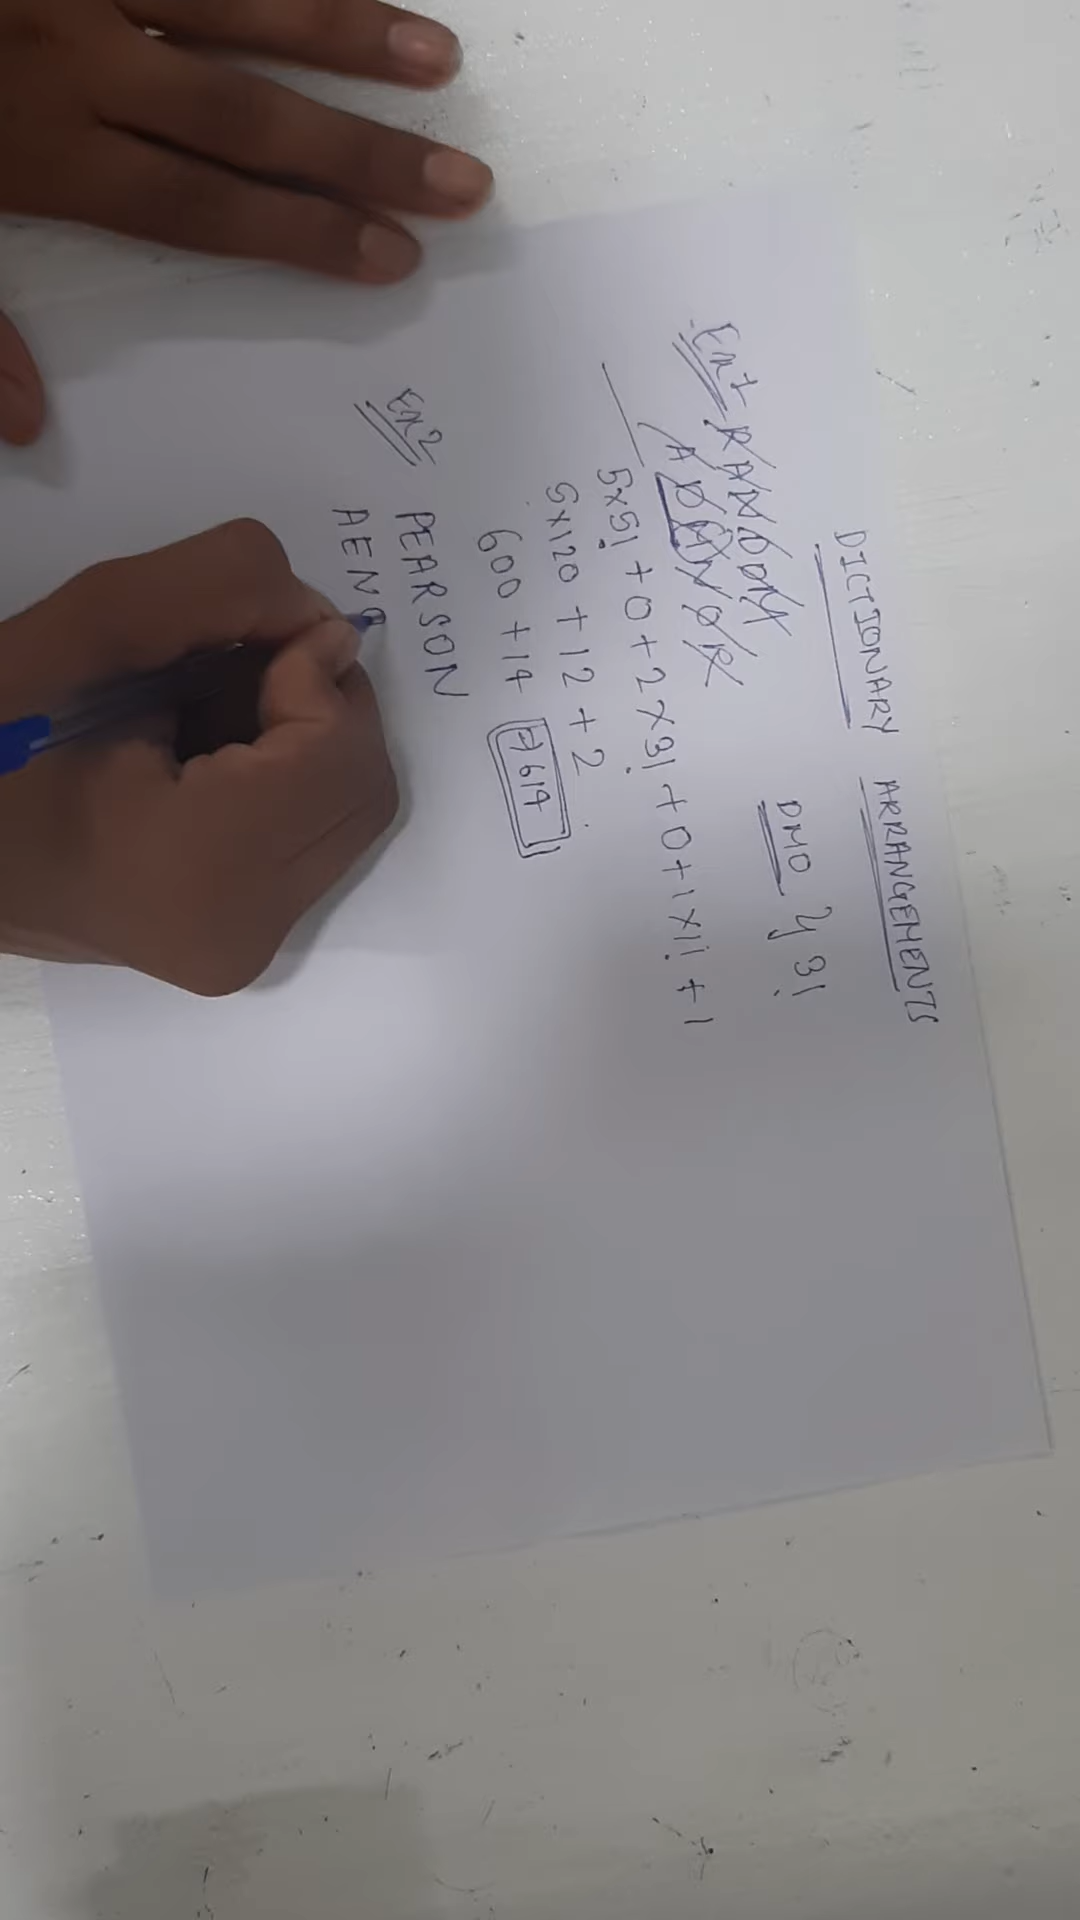 DICTIONARY ARRANGEMENTS
Ex1 RANDOM
DMO } 3!
ADMNOR
5×5! + 0 + 2×3! + 0 + 1×1! + 1
5×120 + 12 + 2
600 + 14 ⇒ 614
Ex2 PEARSON
AENO